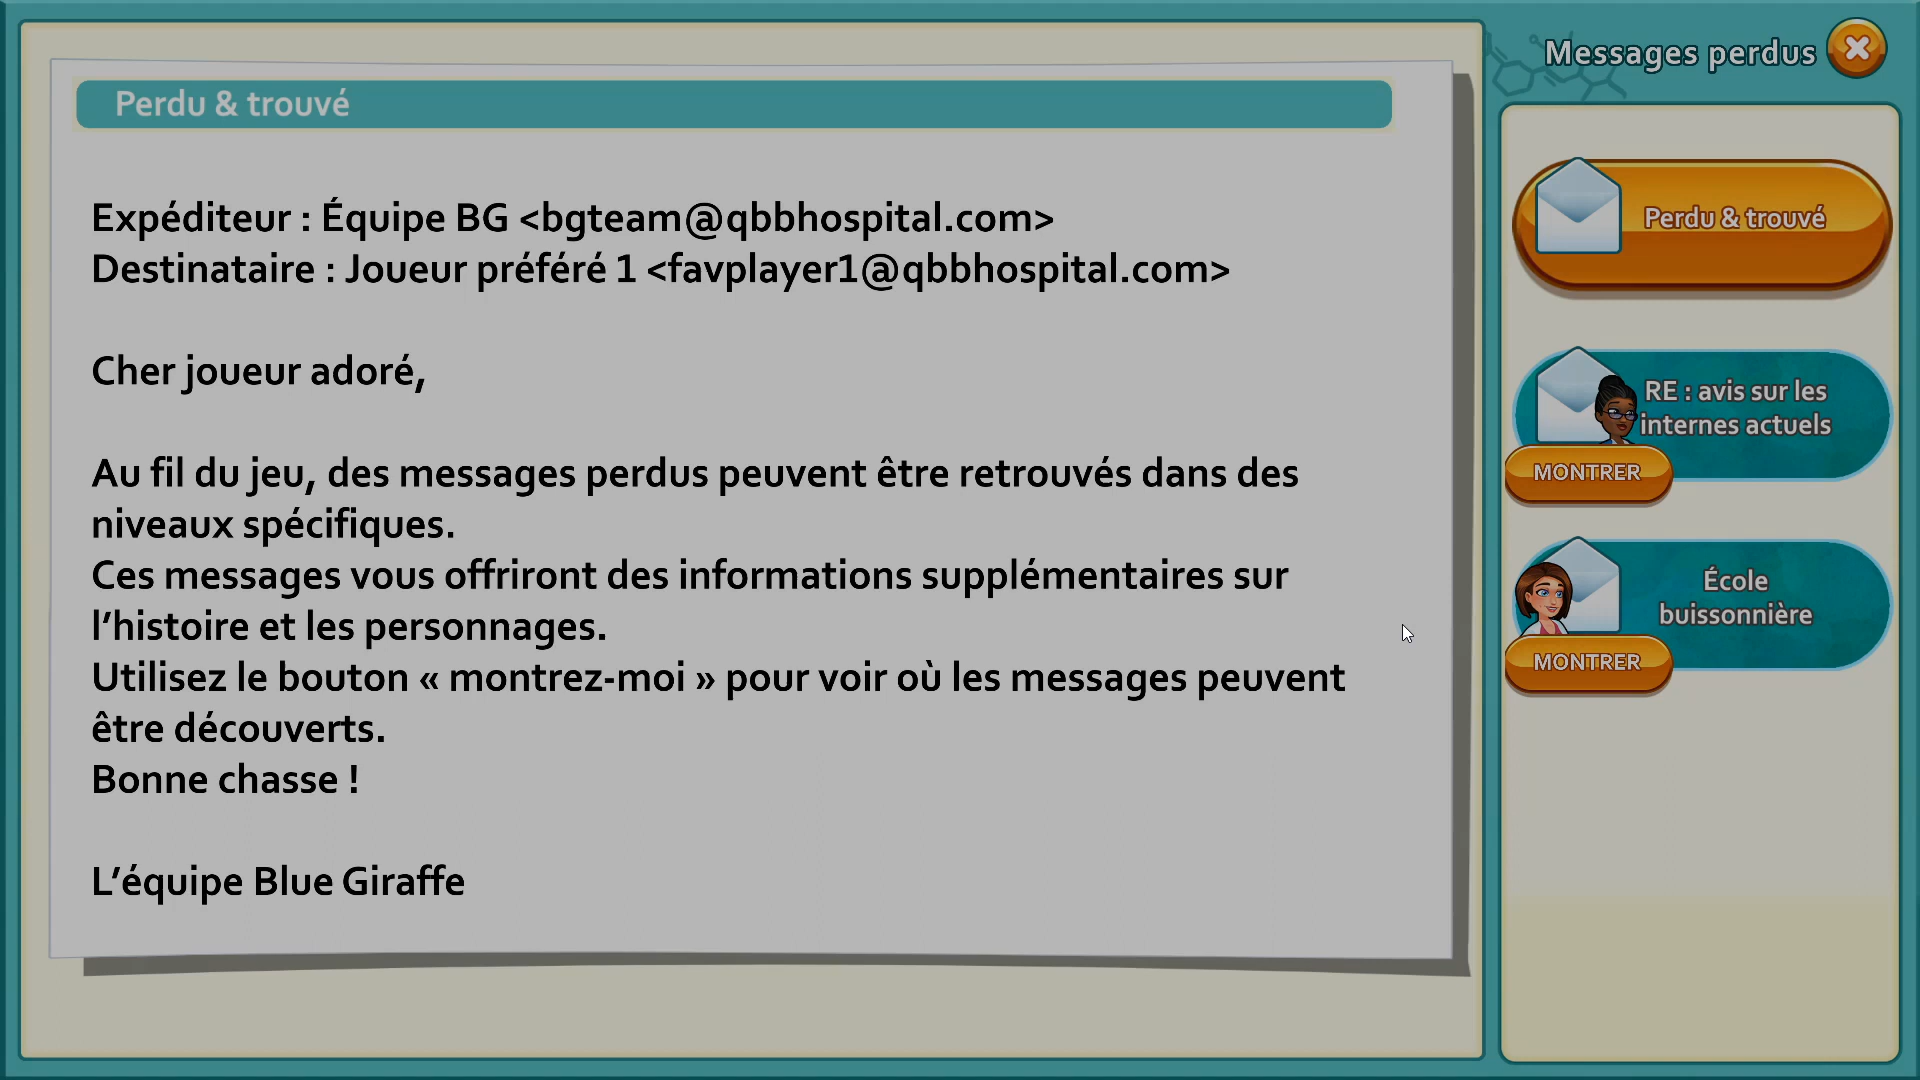 Perdu & trouvé
Expéditeur : Équipe BG <bgteam@qbbhospital.com>
Destinataire : Joueur préféré 1 <favplayer1@qbbhospital.com>
Cher joueur adoré,
Au fil du jeu, des messages perdus peuvent être retrouvés dans des
niveaux spécifiques.
Ces messages vous offriront des informations supplémentaires sur
l’histoire et les personnages.
Utilisez le bouton « montrez-moi » pour voir où les messages peuvent
être découverts.
Bonne chasse !
L’équipe Blue Giraffe
Messages perdus
Perdu & trouvé
RE : avis sur les
internes actuels
MONTRER
École
buissonnière
MONTRER